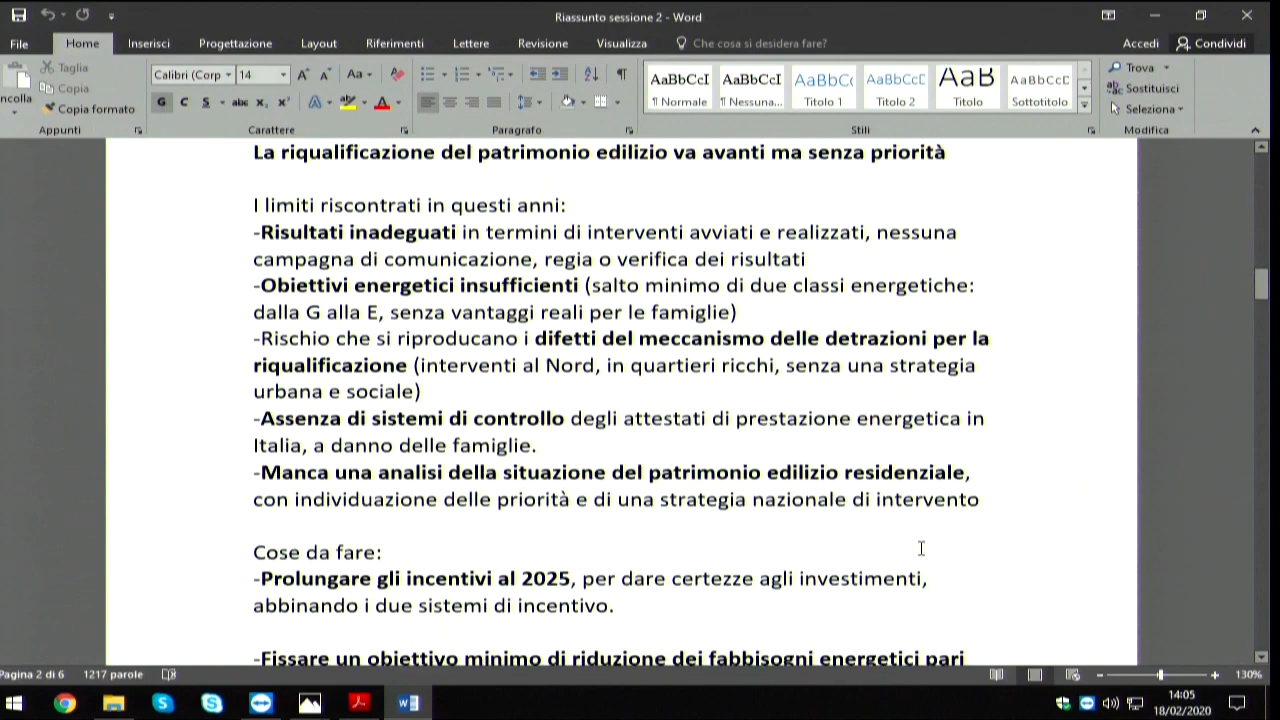 Riassunto sessione 2 - Word
File Home Inserisci Progettazione Layout Riferimenti Lettere Revisione Visualizza Che cosa si desidera fare? Accedi Condividi
Taglia
Copia
ncolla
Copia formato
Calibri (Corp 14
Aa
G C S abc x₂ x²
AaBbCcI AaBbCcI AaBbC( AaBbCcD AaB AaBbCcD
¶ Normale ¶ Nessuna... Titolo 1 Titolo 2 Titolo Sottotitolo
Trova
Sostituisci
Seleziona
Appunti Carattere Paragrafo Stili Modifica
La riqualificazione del patrimonio edilizio va avanti ma senza priorità
I limiti riscontrati in questi anni:
-Risultati inadeguati in termini di interventi avviati e realizzati, nessuna
campagna di comunicazione, regia o verifica dei risultati
-Obiettivi energetici insufficienti (salto minimo di due classi energetiche:
dalla G alla E, senza vantaggi reali per le famiglie)
-Rischio che si riproducano i difetti del meccanismo delle detrazioni per la
riqualificazione (interventi al Nord, in quartieri ricchi, senza una strategia
urbana e sociale)
-Assenza di sistemi di controllo degli attestati di prestazione energetica in
Italia, a danno delle famiglie.
-Manca una analisi della situazione del patrimonio edilizio residenziale,
con individuazione delle priorità e di una strategia nazionale di intervento
Cose da fare:
-Prolungare gli incentivi al 2025, per dare certezze agli investimenti,
abbinando i due sistemi di incentivo.
-Fissare un obiettivo minimo di riduzione dei fabbisogni energetici pari
Pagina 2 di 6 1217 parole 130%
14:05
18/02/2020